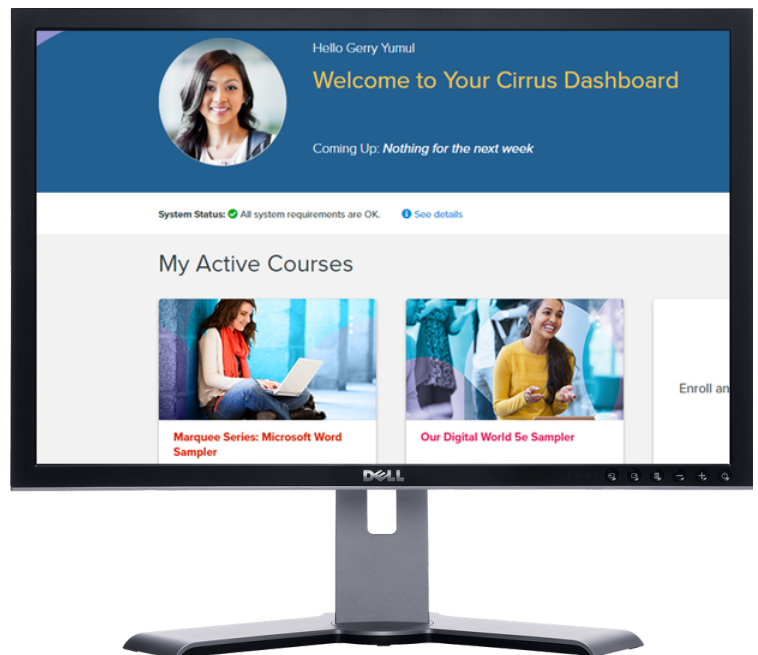 Hello Gerry Yumul
Welcome to Your Cirrus Dashboard
Coming Up: Nothing for the next week
System Status: All system requirements are OK.
See details
My Active Courses
Enroll an
Marquee Series: Microsoft Word
Sampler
Our Digital World 5e Sampler
DELL